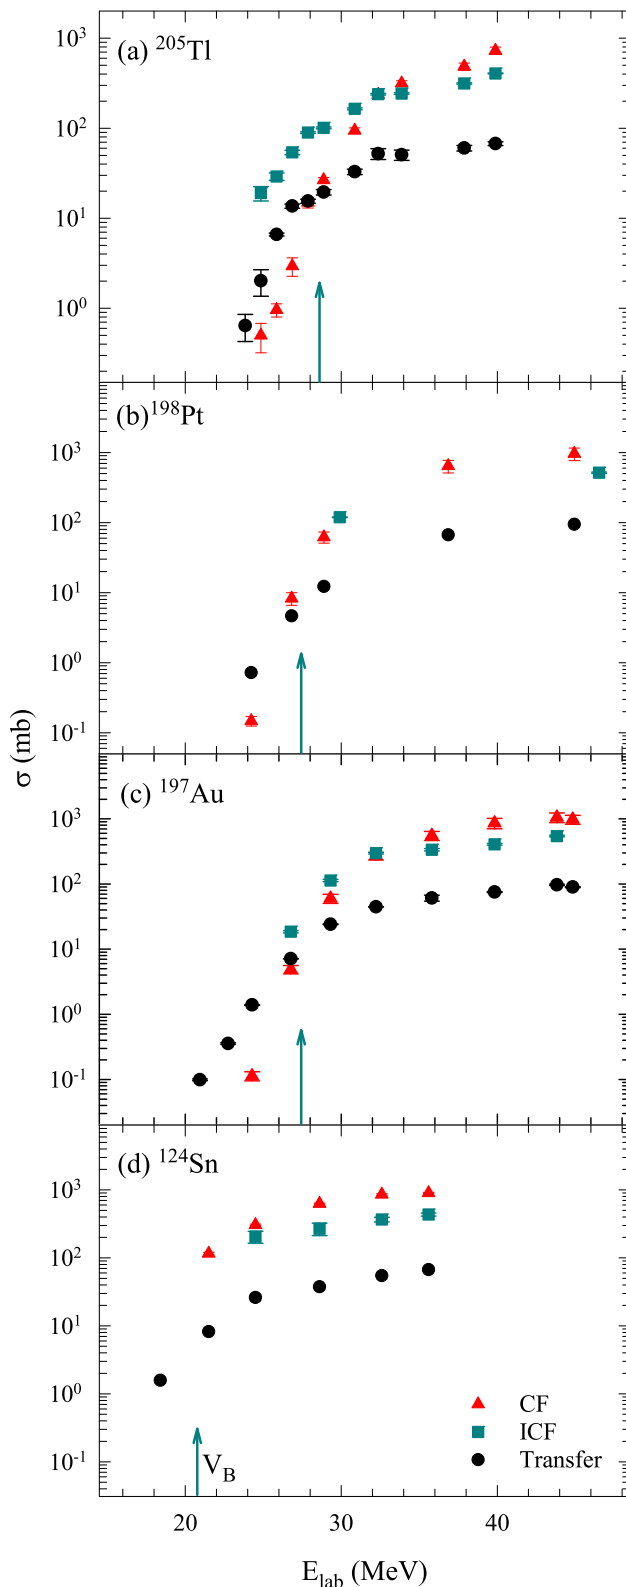 (a) ²⁰⁵Tl
10³
10²
10¹
10⁰
(b)¹⁹⁸Pt
10³
10²
10¹
10⁰
10⁻¹
σ (mb)
(c) ¹⁹⁷Au
10³
10²
10¹
10⁰
10⁻¹
(d) ¹²⁴Sn
10³
10²
10¹
10⁰
10⁻¹
CF
ICF
Transfer
V_B
20 30 40
E_lab (MeV)